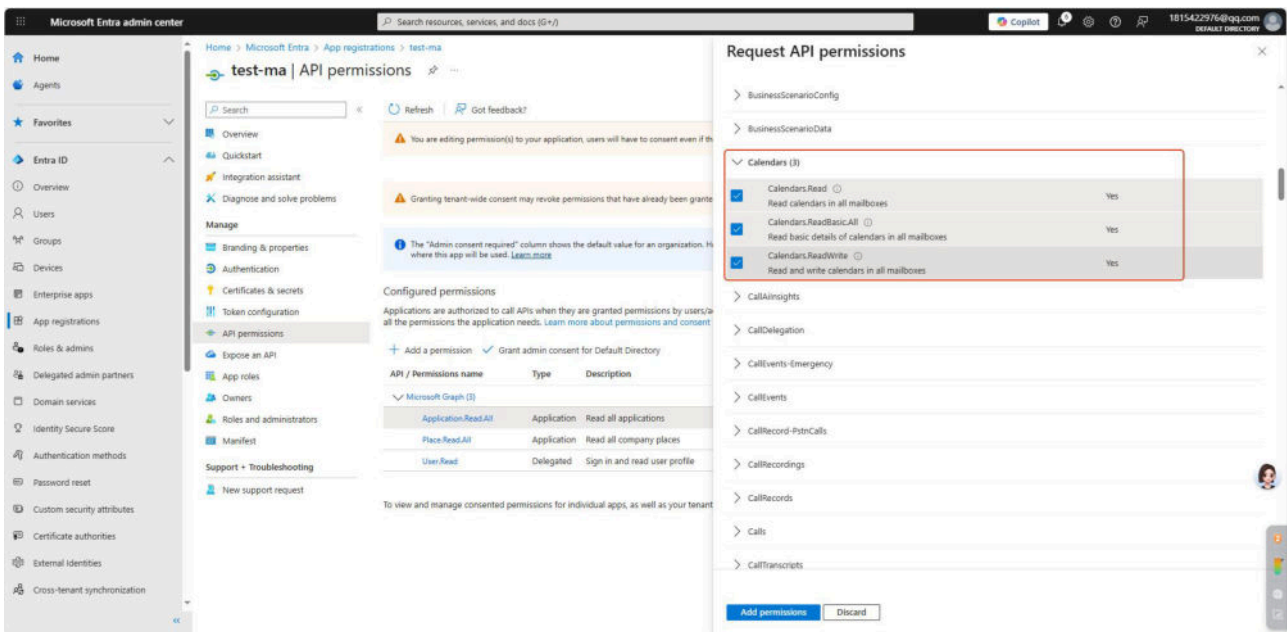 Microsoft Entra admin center
Search resources, services, and docs (G+/)
Copilot
1815422976@qq.com
DEFAULT DIRECTORY
Home
Agents
Favorites
Entra ID
Overview
Users
Groups
Devices
Enterprise apps
App registrations
Roles & admins
Delegated admin partners
Domain services
Identity Secure Score
Authentication methods
Password reset
Custom security attributes
Certificate authorities
External Identities
Cross-tenant synchronization
Home > Microsoft Entra > App registrations > test-ma
test-ma | API permissions
Search
Overview
Quickstart
Integration assistant
Diagnose and solve problems
Manage
Branding & properties
Authentication
Certificates & secrets
Token configuration
API permissions
Expose an API
App roles
Owners
Roles and administrators
Manifest
Support + Troubleshooting
New support request
Refresh
Got feedback?
You are editing permission(s) to your application, users will have to consent even if th
Granting tenant-wide consent may revoke permissions that have already been grante
The "Admin consent required" column shows the default value for an organization. H
where this app will be used. Learn more
Configured permissions
Applications are authorized to call APIs when they are granted permissions by users/a
all the permissions the application needs. Learn more about permissions and consent
Add a permission
Grant admin consent for Default Directory
API / Permissions name Type Description
Microsoft Graph (3)
Application.Read.All Application Read all applications
Place.Read.All Application Read all company places
User.Read Delegated Sign in and read user profile
To view and manage consented permissions for individual apps, as well as your tenant
Request API permissions
BusinessScenarioConfig
BusinessScenarioData
Calendars (3)
Calendars.Read
Read calendars in all mailboxes
Yes
Calendars.ReadBasic.All
Read basic details of calendars in all mailboxes
Yes
Calendars.ReadWrite
Read and write calendars in all mailboxes
Yes
CallAiInsights
CallDelegation
CallEvents-Emergency
CallEvents
CallRecord-PstnCalls
CallRecordings
CallRecords
Calls
CallTranscripts
Add permissions
Discard